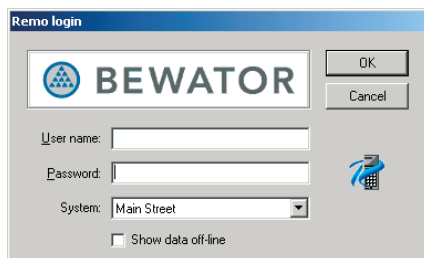 Remo login
BEWATOR
OK
Cancel
User name:
Password:
System: Main Street
Show data off-line